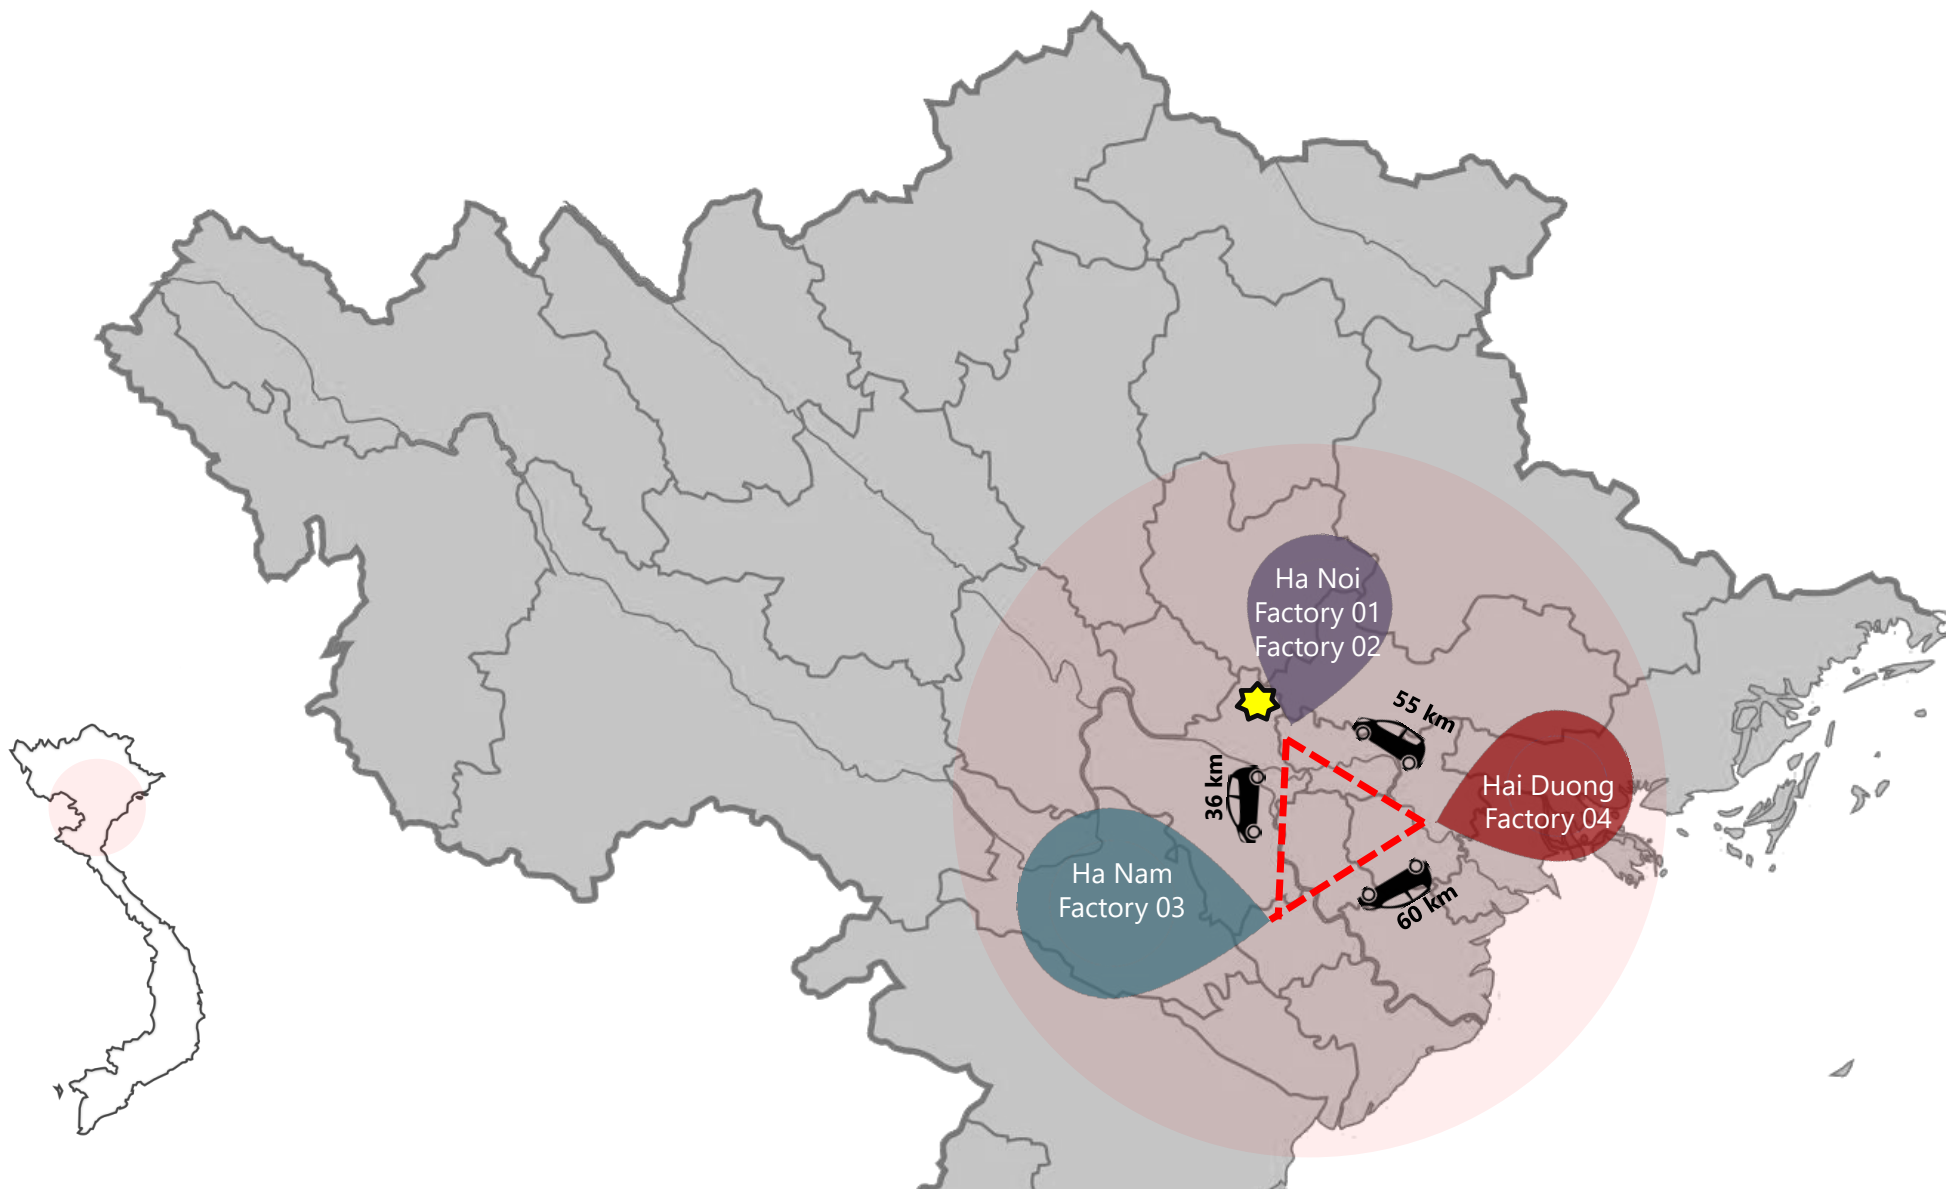 Ha Noi
Factory 01
Factory 02
55 km
36 km
Hai Duong
Factory 04
Ha Nam
Factory 03
60 km